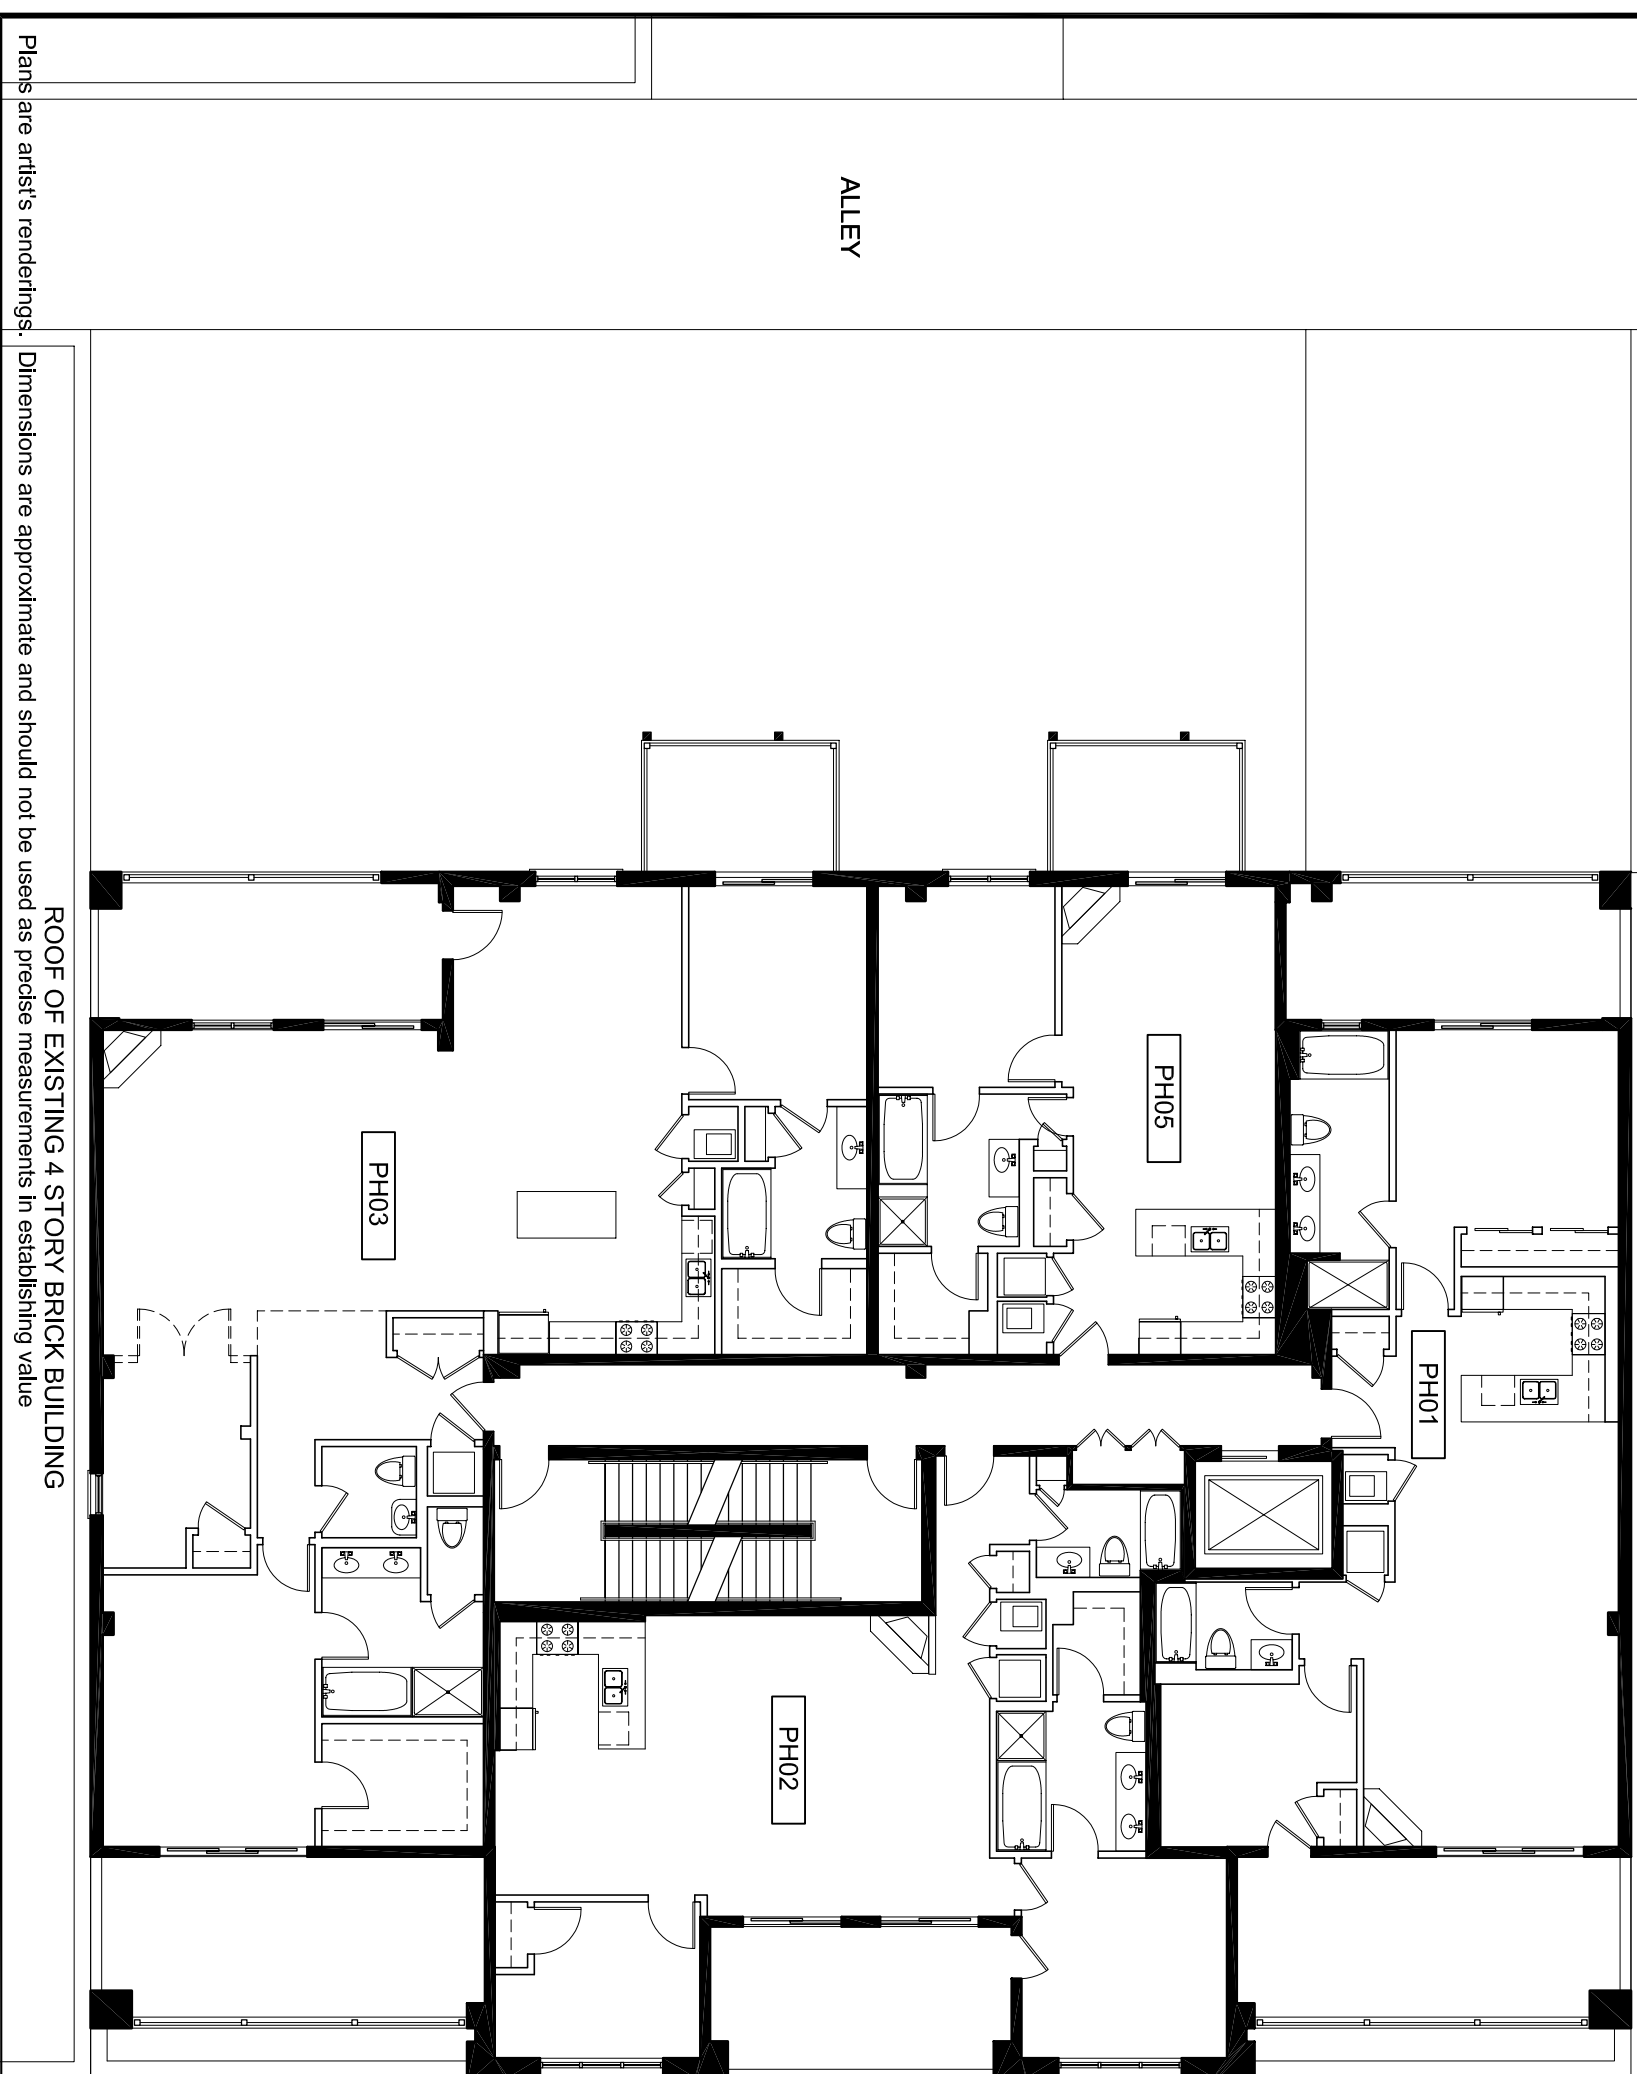 ALLEY
PH05
PH03
PH01
PH02
ROOF OF EXISTING 4 STORY BRICK BUILDING
Plans are artist's renderings. Dimensions are approximate and should not be used as precise measurements in establishing value